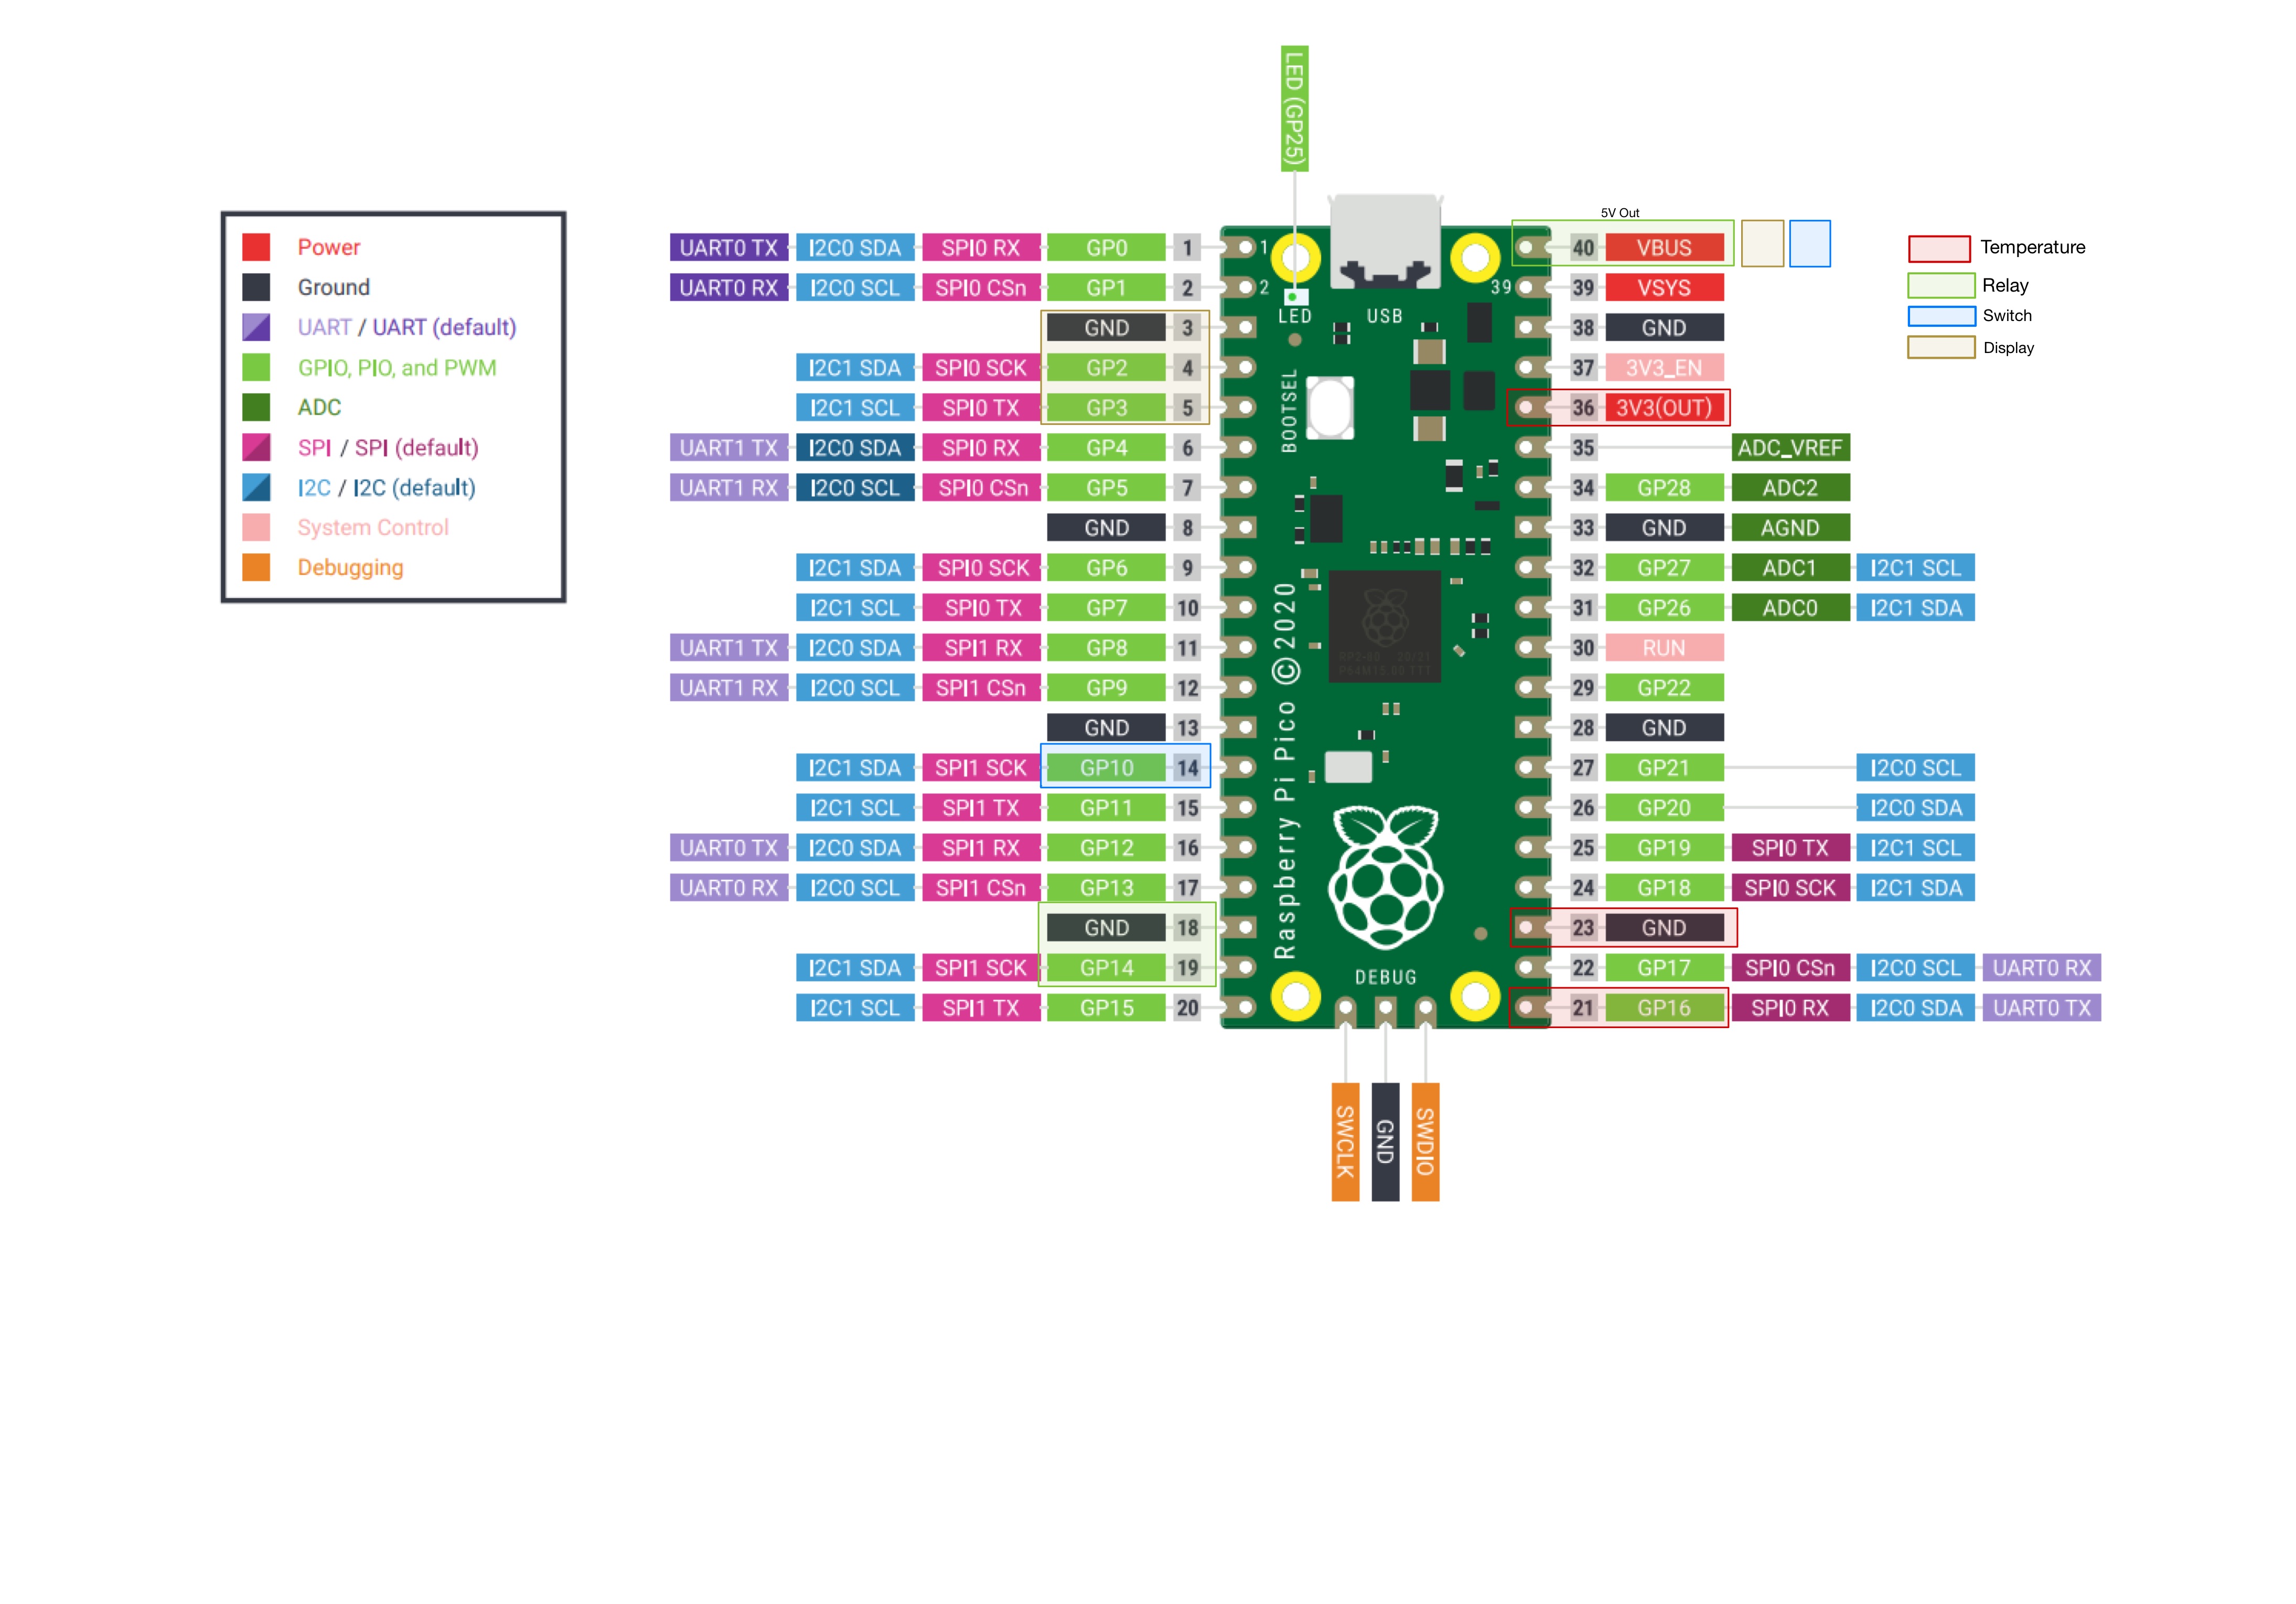 LED (GP25)
5V Out
Power
Ground
UART / UART (default)
GPIO, PIO, and PWM
ADC
SPI / SPI (default)
I2C / I2C (default)
System Control
Debugging
UART0 TX I2C0 SDA SPI0 RX GP0 1
UART0 RX I2C0 SCL SPI0 CSn GP1 2
GND 3
I2C1 SDA SPI0 SCK GP2 4
I2C1 SCL SPI0 TX GP3 5
UART1 TX I2C0 SDA SPI0 RX GP4 6
UART1 RX I2C0 SCL SPI0 CSn GP5 7
GND 8
I2C1 SDA SPI0 SCK GP6 9
I2C1 SCL SPI0 TX GP7 10
UART1 TX I2C0 SDA SPI1 RX GP8 11
UART1 RX I2C0 SCL SPI1 CSn GP9 12
GND 13
I2C1 SDA SPI1 SCK GP10 14
I2C1 SCL SPI1 TX GP11 15
UART0 TX I2C0 SDA SPI1 RX GP12 16
UART0 RX I2C0 SCL SPI1 CSn GP13 17
GND 18
I2C1 SDA SPI1 SCK GP14 19
I2C1 SCL SPI1 TX GP15 20
1
2
39
LED
USB
BOOTSEL
Raspberry Pi Pico ©2020
DEBUG
40 VBUS
39 VSYS
38 GND
37 3V3_EN
36 3V3(OUT)
35 ADC_VREF
34 GP28 ADC2
33 GND AGND
32 GP27 ADC1 I2C1 SCL
31 GP26 ADC0 I2C1 SDA
30 RUN
29 GP22
28 GND
27 GP21 I2C0 SCL
26 GP20 I2C0 SDA
25 GP19 SPI0 TX I2C1 SCL
24 GP18 SPI0 SCK I2C1 SDA
23 GND
22 GP17 SPI0 CSn I2C0 SCL UART0 RX
21 GP16 SPI0 RX I2C0 SDA UART0 TX
Temperature
Relay
Switch
Display
SWCLK
GND
SWDIO